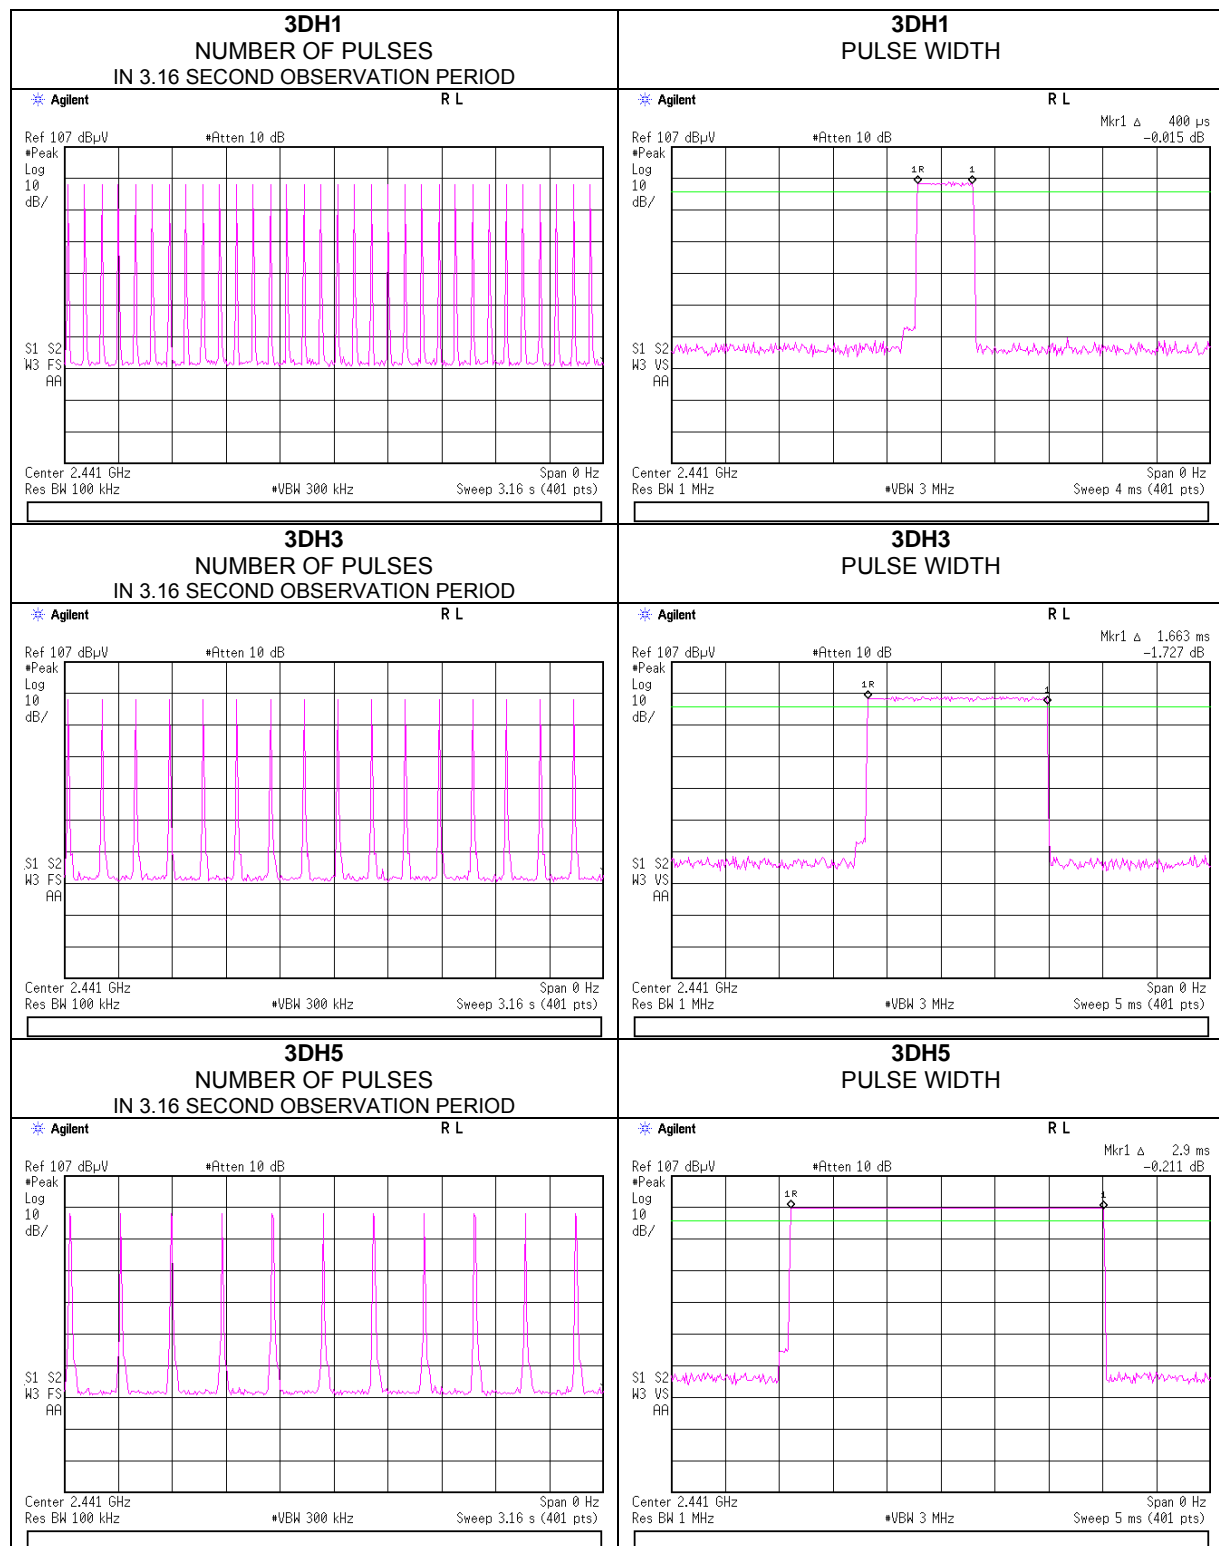 3DH1
NUMBER OF PULSES
IN 3.16 SECOND OBSERVATION PERIOD
3DH1
PULSE WIDTH
Agilent
R L
Ref 107 dBµV
#Atten 10 dB
#Peak
Log
10
dB/
S1 S2
W3 FS
AA
Center 2.441 GHz
Span 0 Hz
Res BW 100 kHz
#VBW 300 kHz
Sweep 3.16 s (401 pts)
Agilent
R L
Mkr1 Δ 400 µs
Ref 107 dBµV
#Atten 10 dB
-0.015 dB
#Peak
Log
10
dB/
1R
1
S1 S2
W3 VS
AA
Center 2.441 GHz
Span 0 Hz
Res BW 1 MHz
#VBW 3 MHz
Sweep 4 ms (401 pts)
3DH3
NUMBER OF PULSES
IN 3.16 SECOND OBSERVATION PERIOD
3DH3
PULSE WIDTH
Agilent
R L
Ref 107 dBµV
#Atten 10 dB
#Peak
Log
10
dB/
S1 S2
W3 FS
AA
Center 2.441 GHz
Span 0 Hz
Res BW 100 kHz
#VBW 300 kHz
Sweep 3.16 s (401 pts)
Agilent
R L
Mkr1 Δ 1.663 ms
Ref 107 dBµV
#Atten 10 dB
-1.727 dB
#Peak
Log
10
dB/
1R
1
S1 S2
W3 VS
AA
Center 2.441 GHz
Span 0 Hz
Res BW 1 MHz
#VBW 3 MHz
Sweep 5 ms (401 pts)
3DH5
NUMBER OF PULSES
IN 3.16 SECOND OBSERVATION PERIOD
3DH5
PULSE WIDTH
Agilent
R L
Ref 107 dBµV
#Atten 10 dB
#Peak
Log
10
dB/
S1 S2
W3 FS
AA
Center 2.441 GHz
Span 0 Hz
Res BW 100 kHz
#VBW 300 kHz
Sweep 3.16 s (401 pts)
Agilent
R L
Mkr1 Δ 2.9 ms
Ref 107 dBµV
#Atten 10 dB
-0.211 dB
#Peak
Log
10
dB/
1R
1
S1 S2
W3 VS
AA
Center 2.441 GHz
Span 0 Hz
Res BW 1 MHz
#VBW 3 MHz
Sweep 5 ms (401 pts)